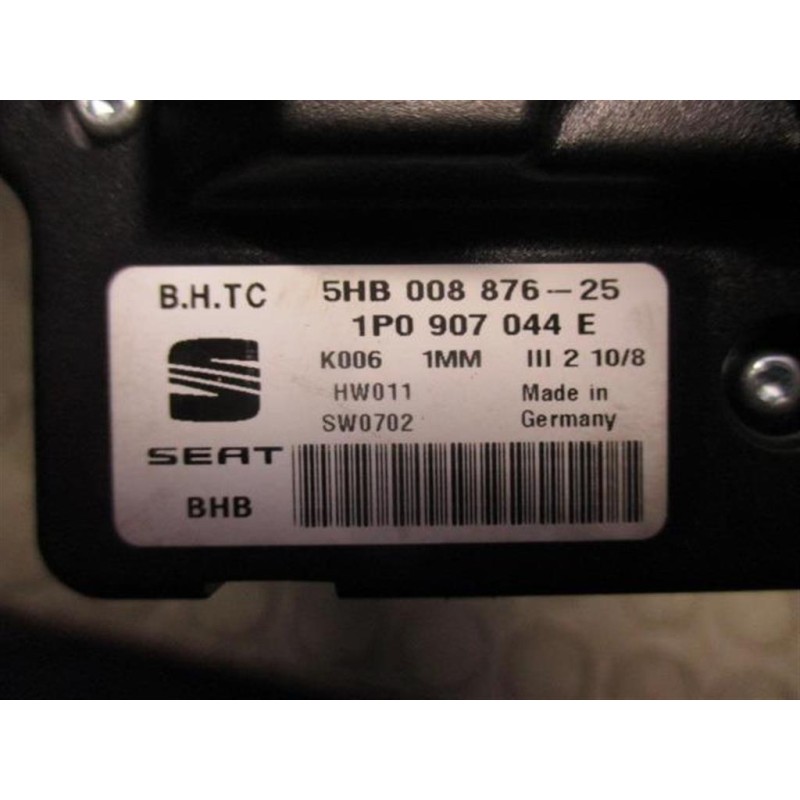 B.H.TC 5HB 008 876-25
1P0 907 044 E
K006 1MM III 2 10/8
HW011 Made in
SW0702 Germany
SEAT
BHB